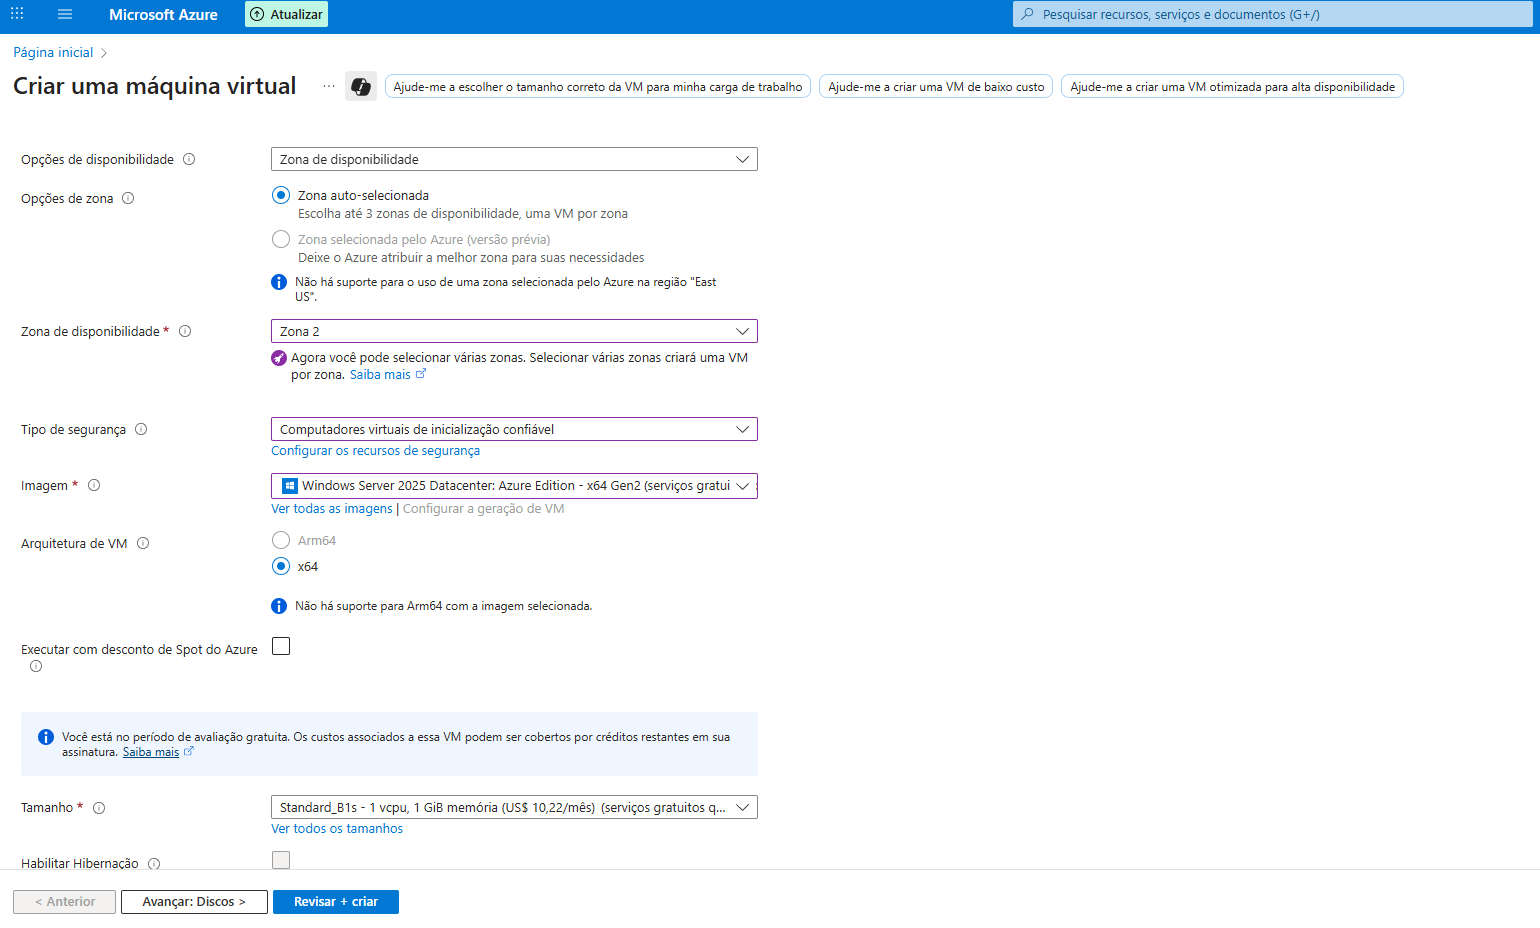 Microsoft Azure
Atualizar
Pesquisar recursos, serviços e documentos (G+/)
Página inicial
Criar uma máquina virtual
...
Ajude-me a escolher o tamanho correto da VM para minha carga de trabalho
Ajude-me a criar uma VM de baixo custo
Ajude-me a criar uma VM otimizada para alta disponibilidade
Opções de disponibilidade
Zona de disponibilidade
Opções de zona
Zona auto-selecionada
Escolha até 3 zonas de disponibilidade, uma VM por zona
Zona selecionada pelo Azure (versão prévia)
Deixe o Azure atribuir a melhor zona para suas necessidades
Não há suporte para o uso de uma zona selecionada pelo Azure na região "East
US".
Zona de disponibilidade *
Zona 2
Agora você pode selecionar várias zonas. Selecionar várias zonas criará uma VM
por zona. Saiba mais
Tipo de segurança
Computadores virtuais de inicialização confiável
Configurar os recursos de segurança
Imagem *
Windows Server 2025 Datacenter: Azure Edition - x64 Gen2 (serviços gratui
Ver todas as imagens | Configurar a geração de VM
Arquitetura de VM
Arm64
x64
Não há suporte para Arm64 com a imagem selecionada.
Executar com desconto de Spot do Azure
Você está no período de avaliação gratuita. Os custos associados a essa VM podem ser cobertos por créditos restantes em sua
assinatura. Saiba mais
Tamanho *
Standard_B1s - 1 vcpu, 1 GiB memória (US$ 10,22/mês) (serviços gratuitos q...
Ver todos os tamanhos
Habilitar Hibernação
< Anterior
Avançar: Discos >
Revisar + criar